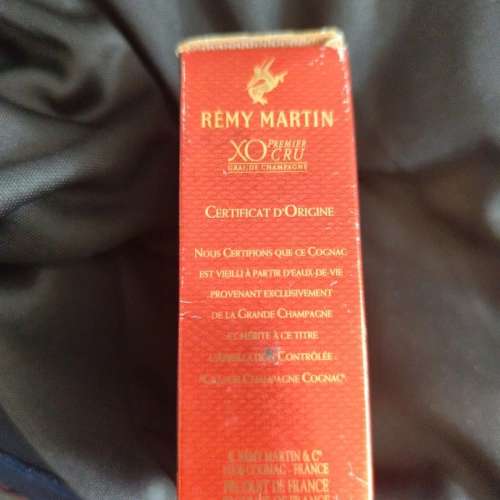 RÉMY MARTIN
XO PREMIER CRU
GRANDE CHAMPAGNE
CERTIFICAT D'ORIGINE
NOUS CERTIFIONS QUE CE COGNAC
EST VIEILLI À PARTIR D'EAUX-DE-VIE
PROVENANT EXCLUSIVEMENT
DE LA GRANDE CHAMPAGNE
ET MÉRITE À CE TITRE
L'APPELLATION CONTRÔLÉE :
"GRANDE CHAMPAGNE COGNAC"
E. RÉMY MARTIN & Cº
COGNAC - FRANCE
PRODUIT DE FRANCE